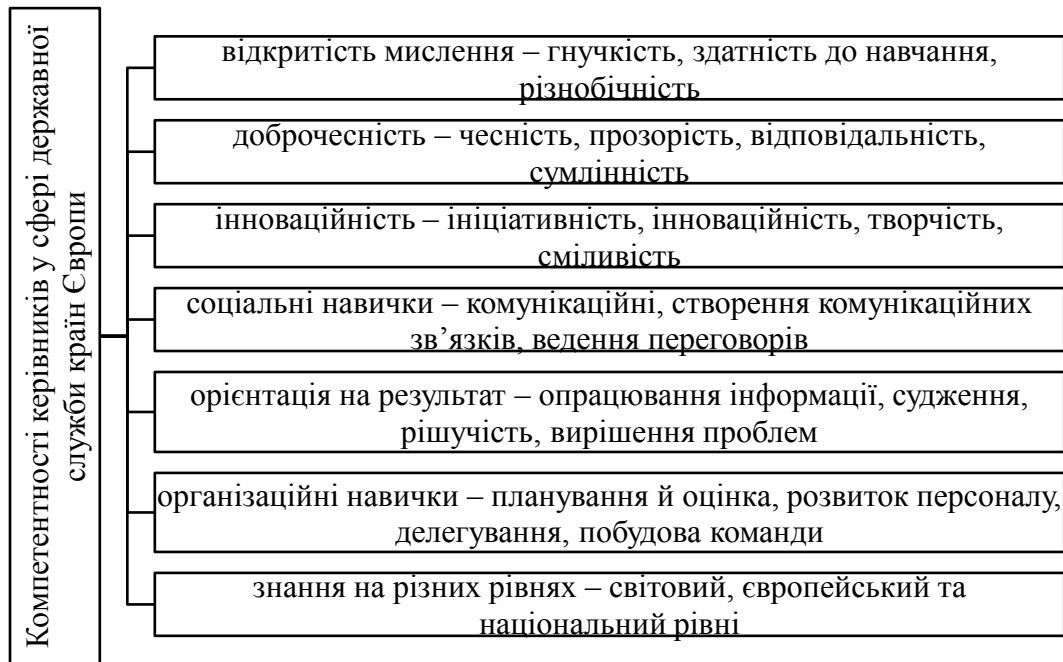 Компетентності керівників у сфері державної
служби країн Європи
відкритість мислення – гнучкість, здатність до навчання,
різнобічність
доброчесність – чесність, прозорість, відповідальність,
сумлінність
інноваційність – ініціативність, інноваційність, творчість,
сміливість
соціальні навички – комунікаційні, створення комунікаційних
зв’язків, ведення переговорів
орієнтація на результат – опрацювання інформації, судження,
рішучість, вирішення проблем
організаційні навички – планування й оцінка, розвиток персоналу,
делегування, побудова команди
знання на різних рівнях – світовий, європейський та
національний рівні